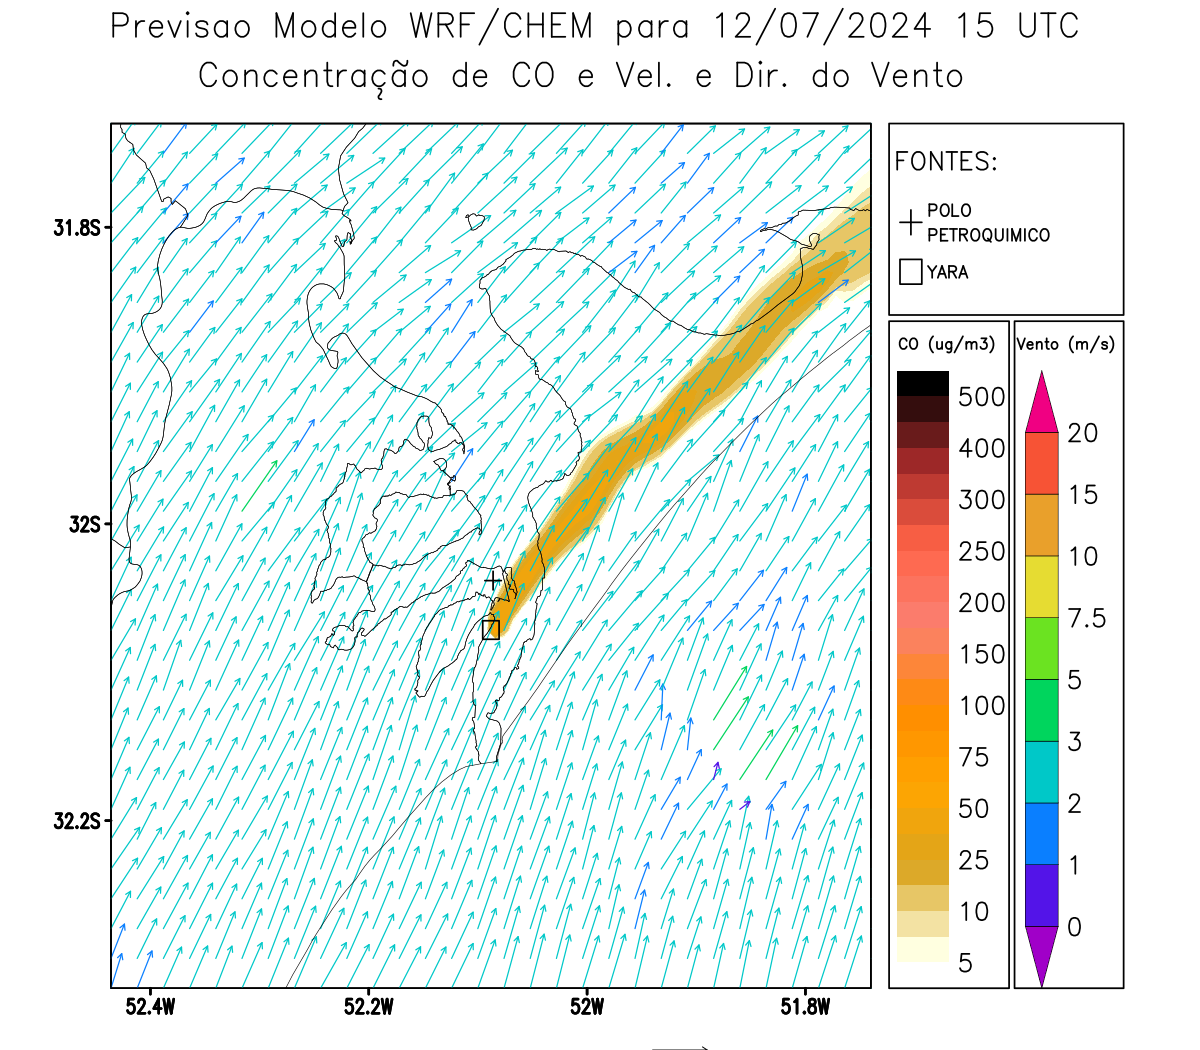 Previsao Modelo WRF/CHEM para 12/07/2024 15 UTC
Concentração de CO e Vel. e Dir. do Vento
FONTES:
POLO
PETROQUIMICO
YARA
CO (ug/m3)
500
400
300
250
200
150
100
75
50
25
10
5
Vento (m/s)
20
15
10
7.5
5
3
2
1
0
31.8S
32S
32.2S
52.4W
52.2W
52W
51.8W